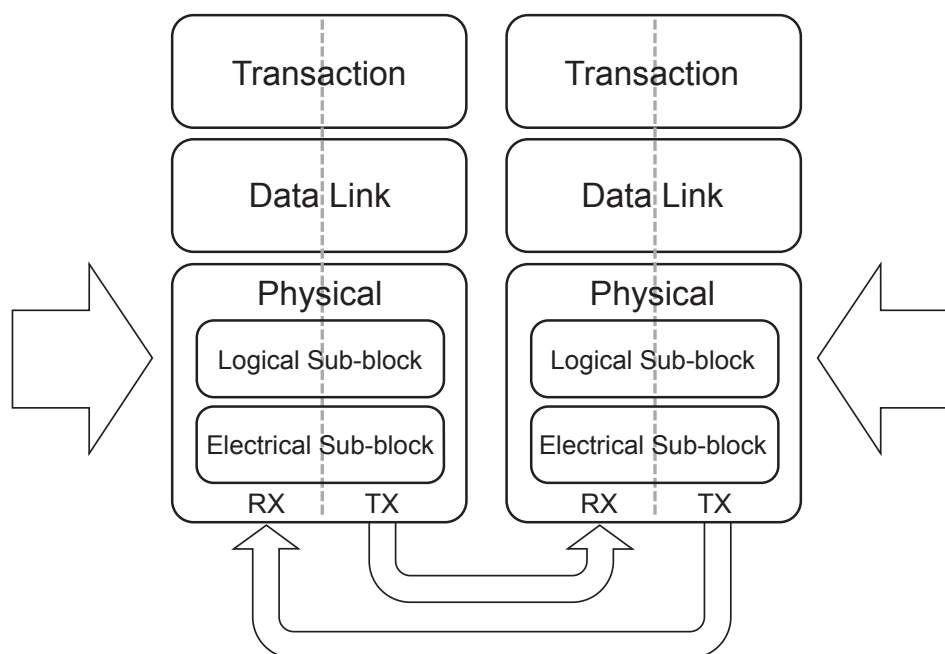 Transaction
Transaction
Data Link
Data Link
Physical
Physical
Logical Sub-block
Logical Sub-block
Electrical Sub-block
Electrical Sub-block
RX TX
RX TX